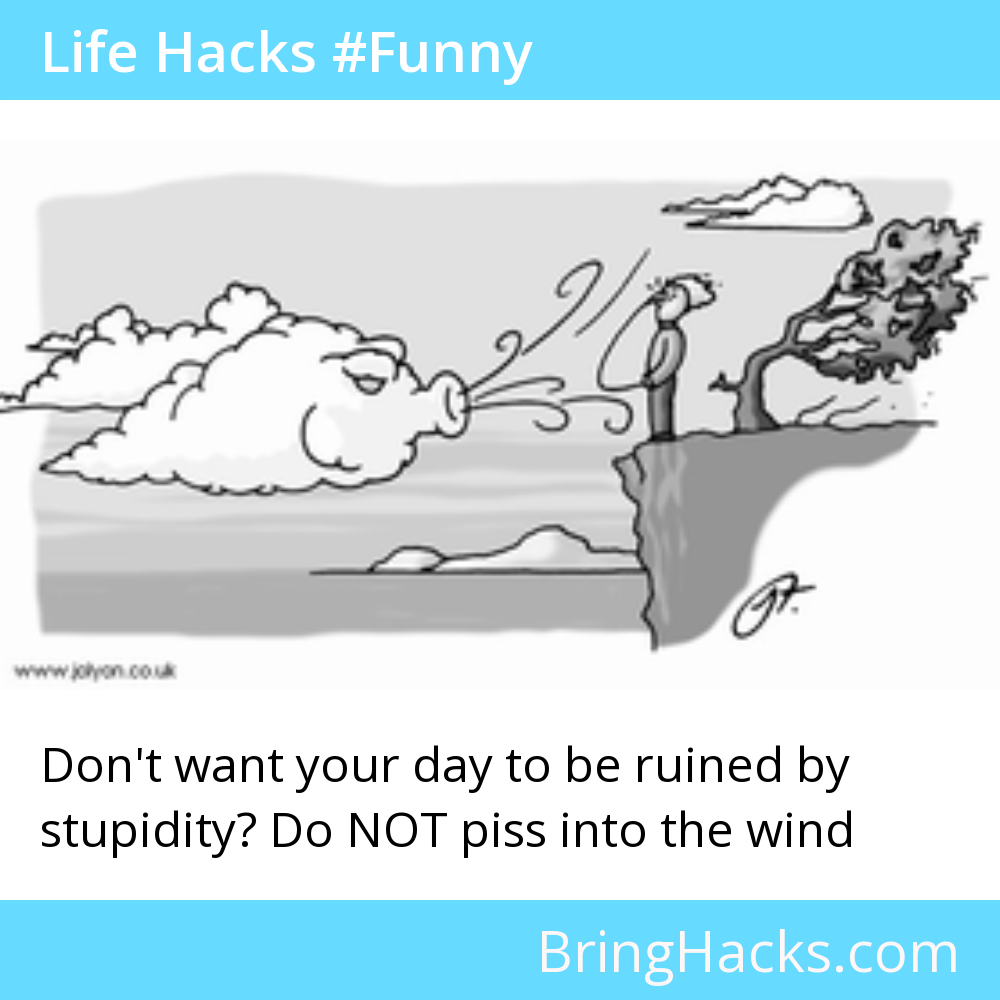 Life Hacks #Funny
www.jolyon.co.uk
Don't want your day to be ruined by
stupidity? Do NOT piss into the wind
BringHacks.com